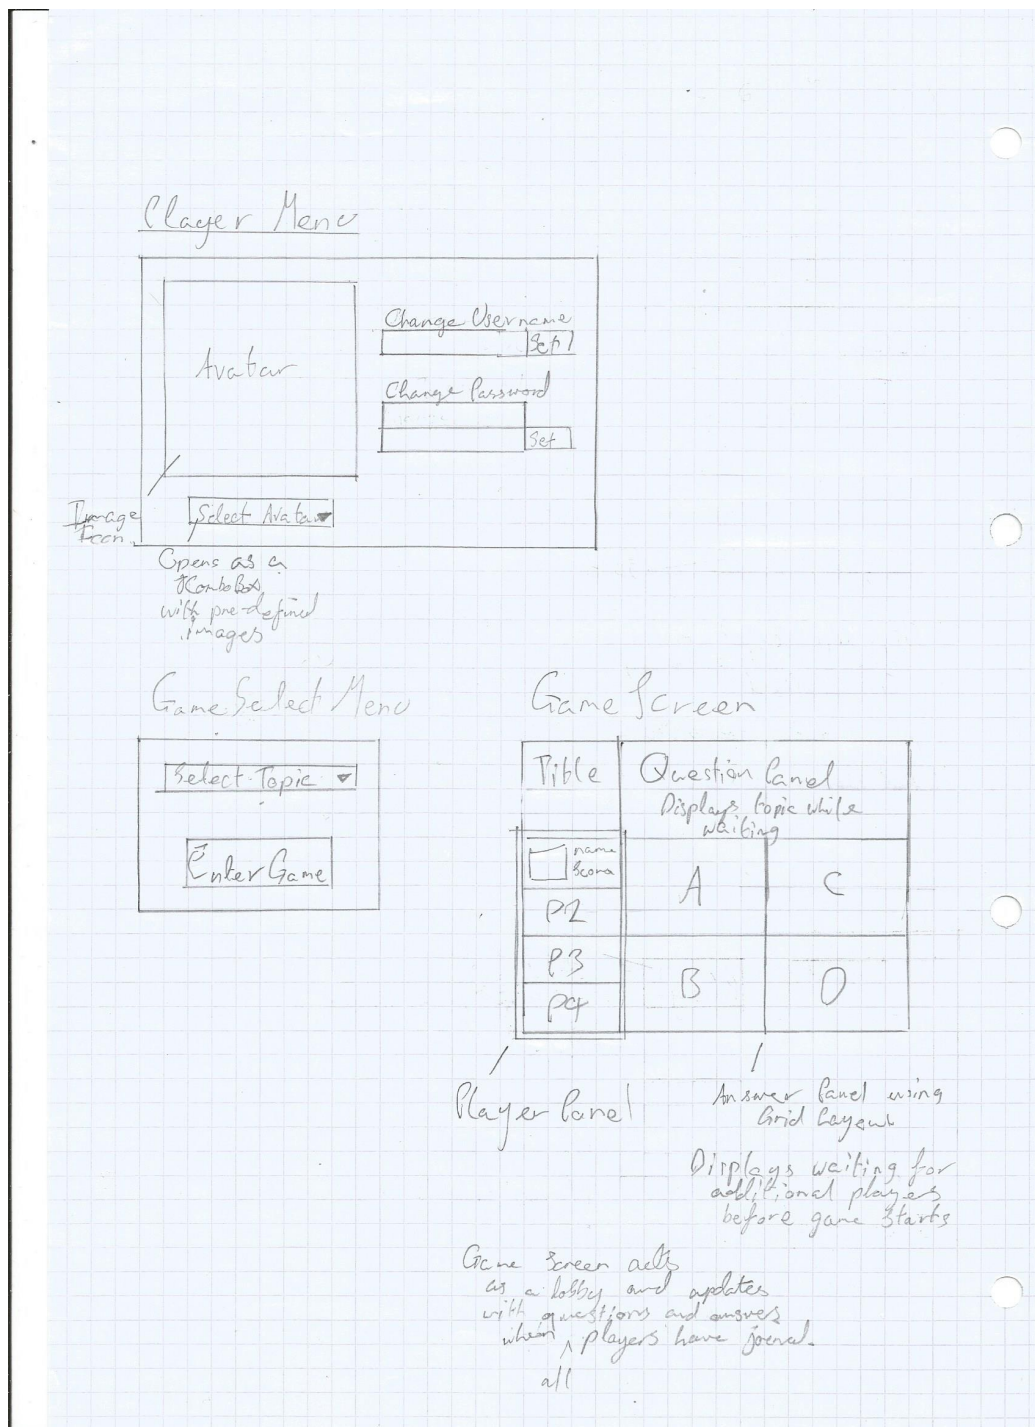 Player Menu
Avatar
Change Username
Set
Change Password
Set
Image
Icon.
Select Avatar
Opens as a
JComboBox
with pre-defined
images
Game Select Menu
Select Topic
Enter Game
Game Screen
Title
Question Panel
Displays topic while
waiting
name
Score
P2
P3
P4
A
C
B
D
Player Panel
Answer Panel using
Grid Layout
Displays waiting for
additional players
before game starts
Game Screen acts
as a lobby and updates
with questions and answers
when all players have joined.